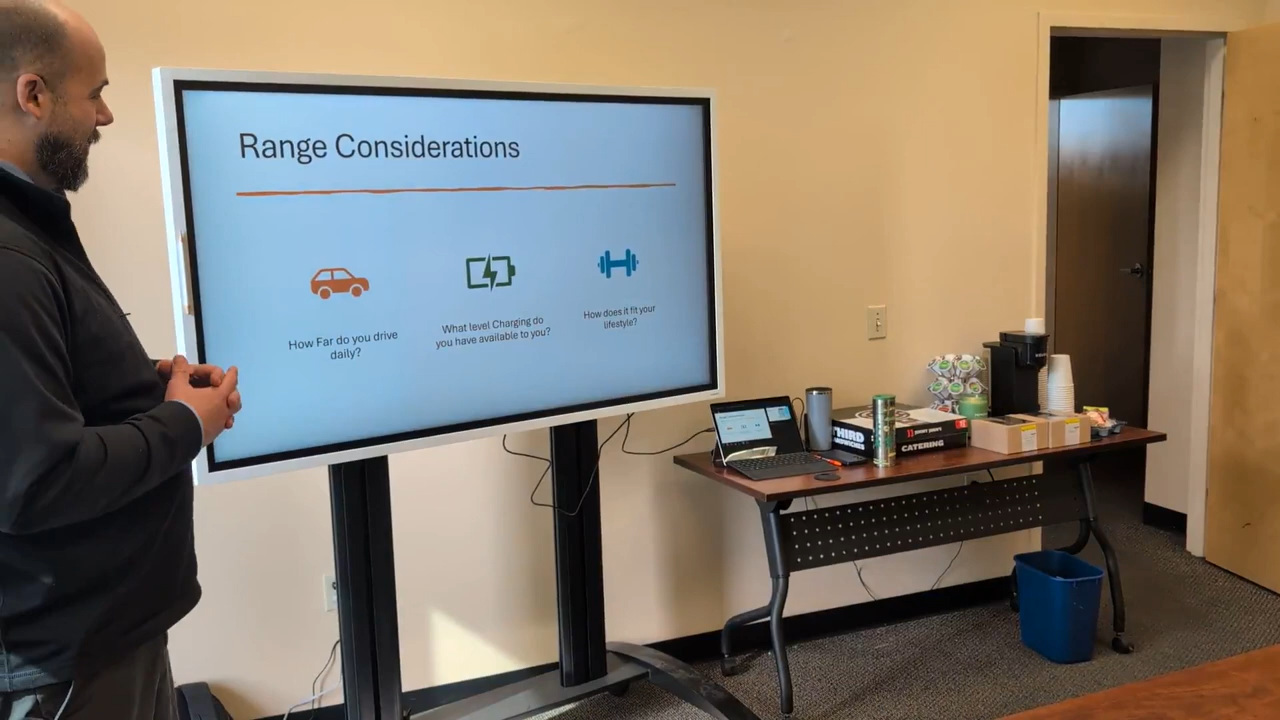 Range Considerations
How Far do you drive
daily?
What level Charging do
you have available to you?
How does it fit your
lifestyle?
THIRD
CATERING